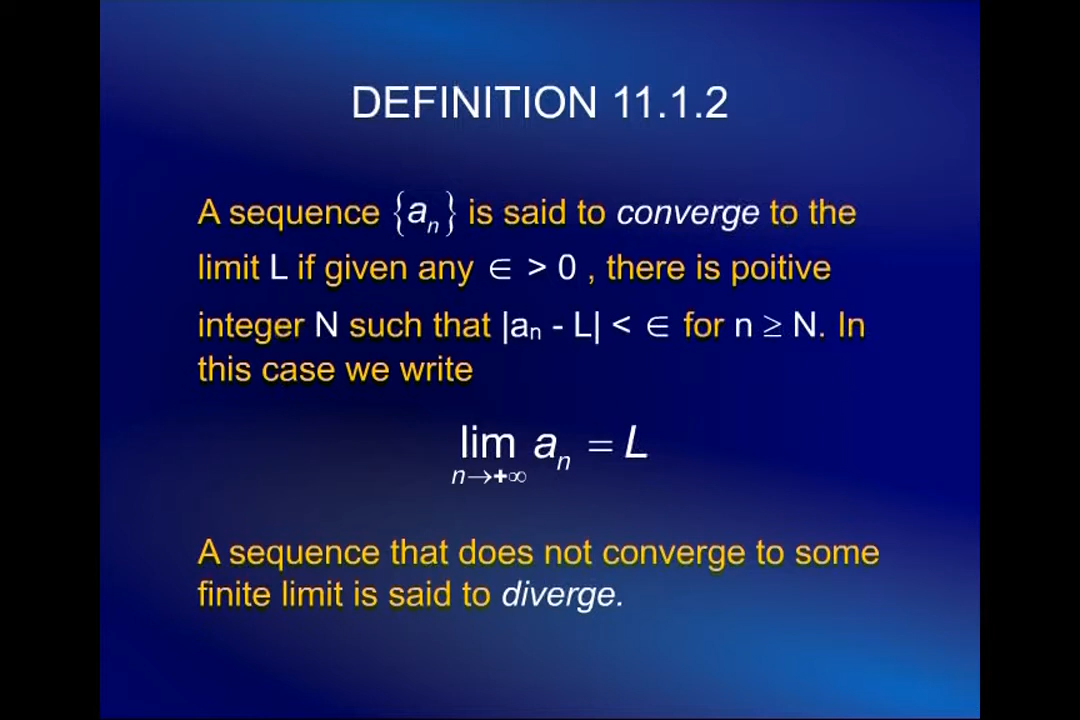 DEFINITION 11.1.2
A sequence {aₙ} is said to converge to the
limit L if given any ∈ > 0 , there is poitive
integer N such that |aₙ - L| < ∈ for n ≥ N. In
this case we write
lim aₙ = L
n→+∞
A sequence that does not converge to some
finite limit is said to diverge.